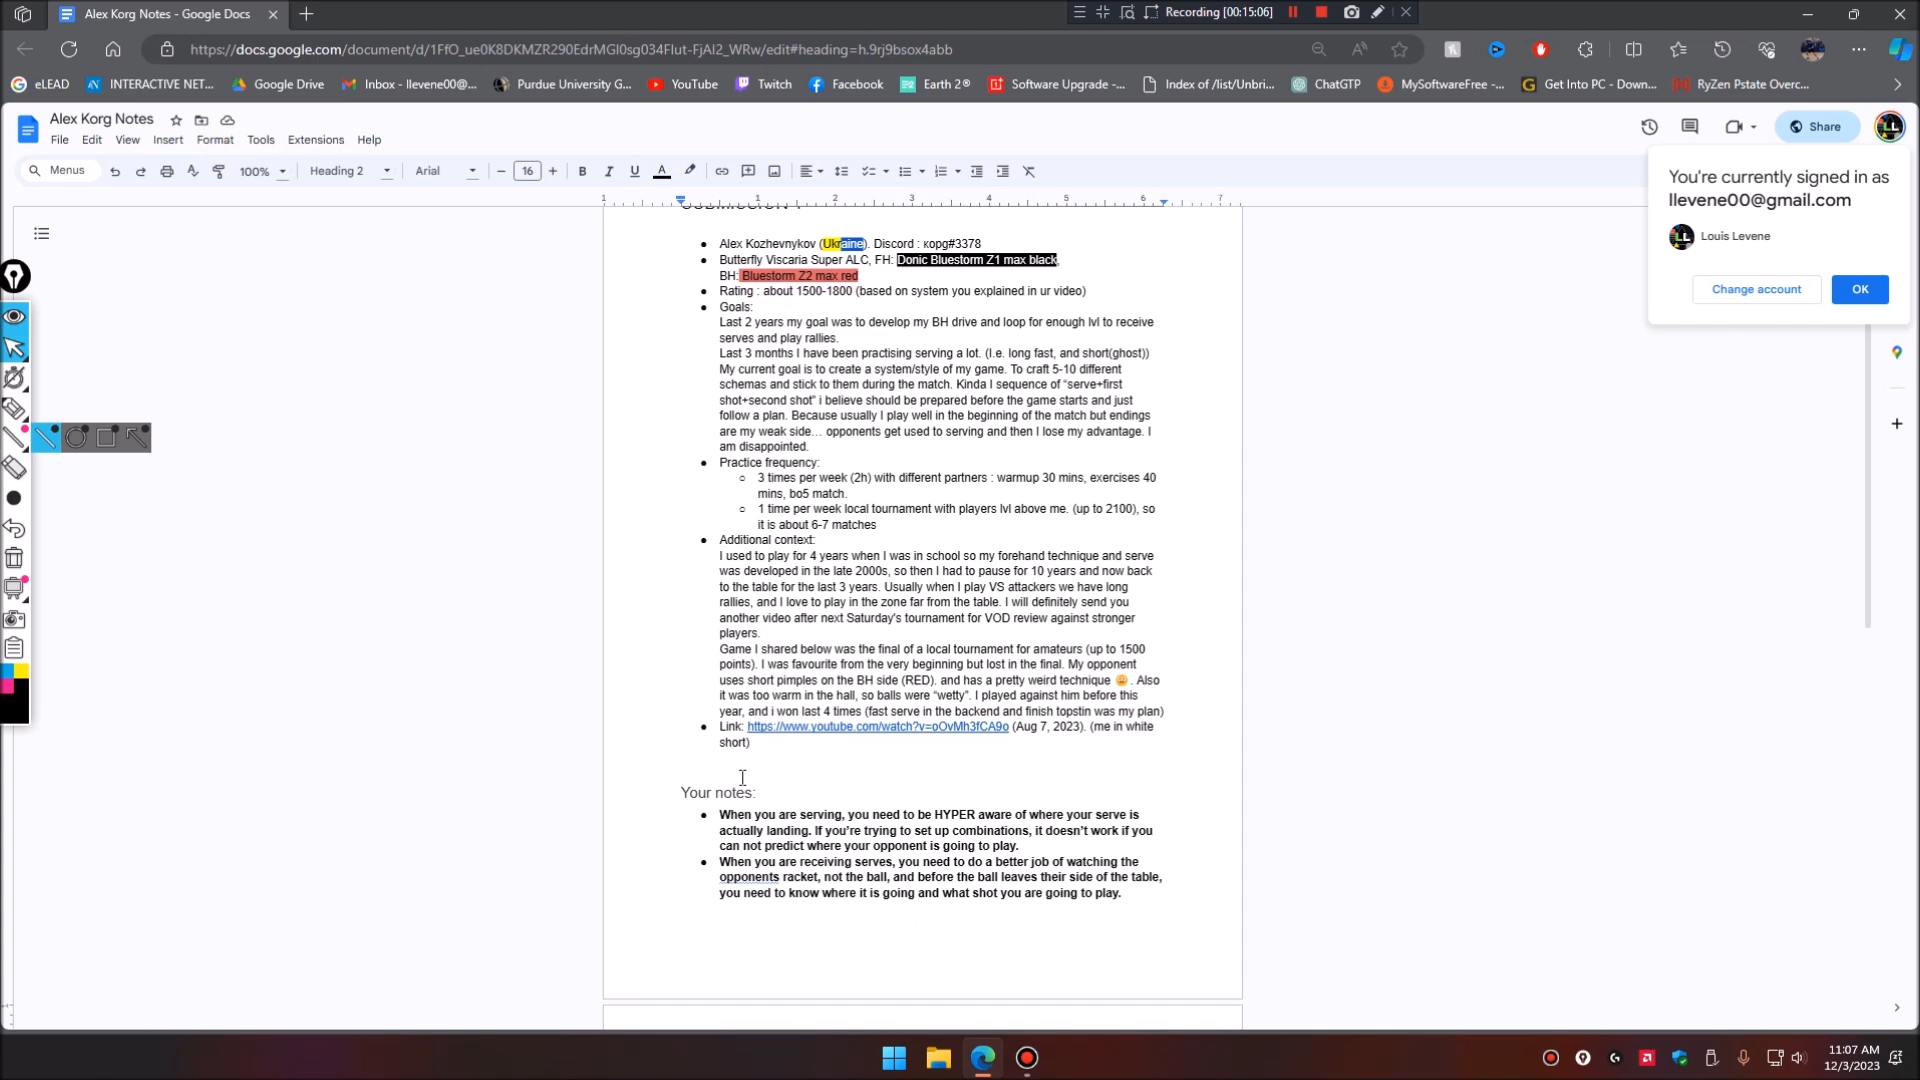 Alex Korg Notes - Google Docs
Recording [00:15:06]
https://docs.google.com/document/d/1FfO_ue0K8DKMZR290EdrMGl0sg034Flut-FjAl2_WRw/edit#heading=h.9rj9bsox4abb
eLEAD
INTERACTIVE NET...
Google Drive
Inbox - llevene00@...
Purdue University G...
YouTube
Twitch
Facebook
Earth 2®
Software Upgrade -...
Index of /list/Unbri...
ChatGTP
MySoftwareFree -...
Get Into PC - Down...
RyZen Pstate Overc...
Alex Korg Notes
File Edit View Insert Format Tools Extensions Help
Share
Menus
100%
Heading 2
Arial
16
You're currently signed in as
llevene00@gmail.com
Louis Levene
Change account
OK
1 1 2 3 4 5 6 7
Alex Kozhevnykov (Ukraine). Discord : корg#3378
Butterfly Viscaria Super ALC, FH: Donic Bluestorm Z1 max black,
BH: Bluestorm Z2 max red
Rating : about 1500-1800 (based on system you explained in ur video)
Goals:
Last 2 years my goal was to develop my BH drive and loop for enough lvl to receive
serves and play rallies.
Last 3 months I have been practising serving a lot. (I.e. long fast, and short(ghost))
My current goal is to create a system/style of my game. To craft 5-10 different
schemas and stick to them during the match. Kinda I sequence of “serve+first
shot+second shot” i believe should be prepared before the game starts and just
follow a plan. Because usually I play well in the beginning of the match but endings
are my weak side… opponents get used to serving and then I lose my advantage. I
am disappointed.
Practice frequency:
3 times per week (2h) with different partners : warmup 30 mins, exercises 40
mins, bo5 match.
1 time per week local tournament with players lvl above me. (up to 2100), so
it is about 6-7 matches
Additional context:
I used to play for 4 years when I was in school so my forehand technique and serve
was developed in the late 2000s, so then I had to pause for 10 years and now back
to the table for the last 3 years. Usually when I play VS attackers we have long
rallies, and I love to play in the zone far from the table. I will definitely send you
another video after next Saturday's tournament for VOD review against stronger
players.
Game I shared below was the final of a local tournament for amateurs (up to 1500
points). I was favourite from the very beginning but lost in the final. My opponent
uses short pimples on the BH side (RED). and has a pretty weird technique 😩. Also
it was too warm in the hall, so balls were “wetty”. I played against him before this
year, and i won last 4 times (fast serve in the backend and finish topstin was my plan)
Link: https://www.youtube.com/watch?v=oOvMh3fCA9o (Aug 7, 2023). (me in white
short)
Your notes:
When you are serving, you need to be HYPER aware of where your serve is
actually landing. If you’re trying to set up combinations, it doesn’t work if you
can not predict where your opponent is going to play.
When you are receiving serves, you need to do a better job of watching the
opponents racket, not the ball, and before the ball leaves their side of the table,
you need to know where it is going and what shot you are going to play.
11:07 AM
12/3/2023